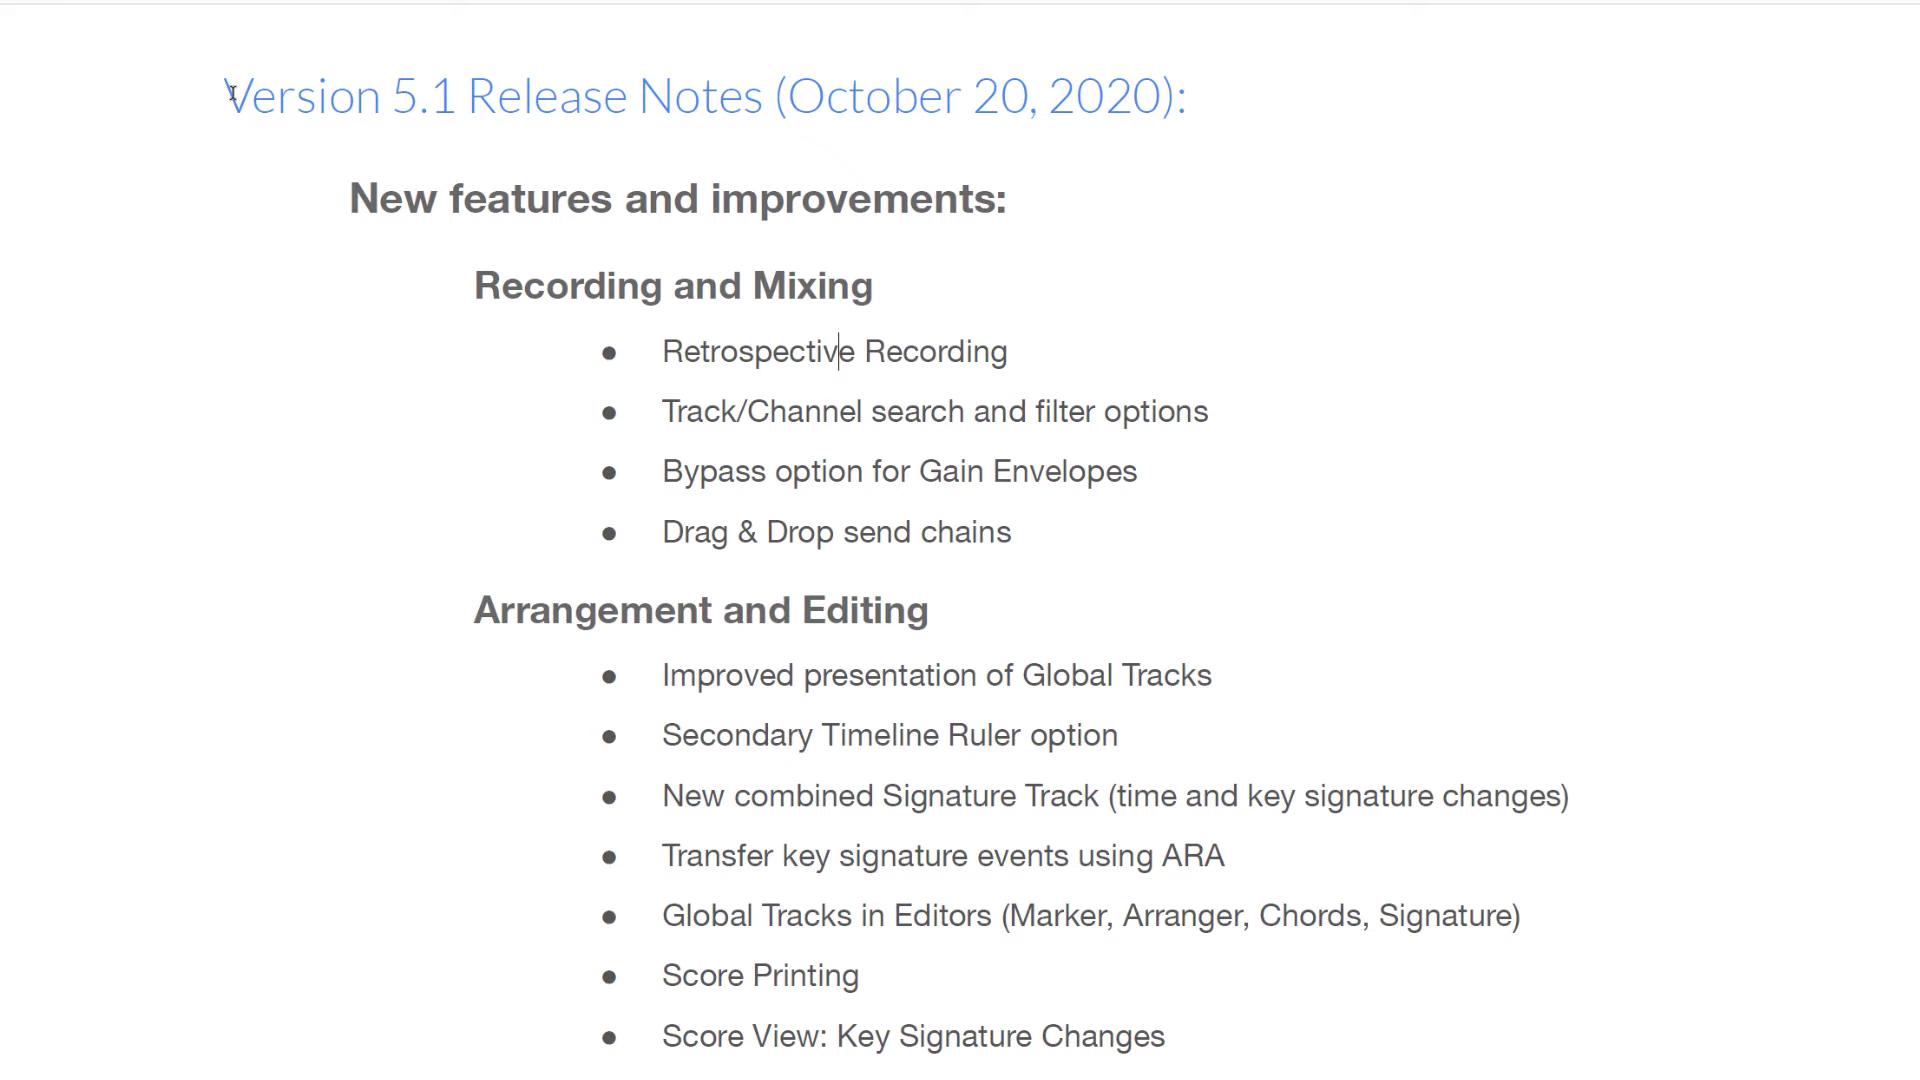 Version 5.1 Release Notes (October 20, 2020):
New features and improvements:
Recording and Mixing
● Retrospective Recording
● Track/Channel search and filter options
● Bypass option for Gain Envelopes
● Drag & Drop send chains
Arrangement and Editing
● Improved presentation of Global Tracks
● Secondary Timeline Ruler option
● New combined Signature Track (time and key signature changes)
● Transfer key signature events using ARA
● Global Tracks in Editors (Marker, Arranger, Chords, Signature)
● Score Printing
● Score View: Key Signature Changes